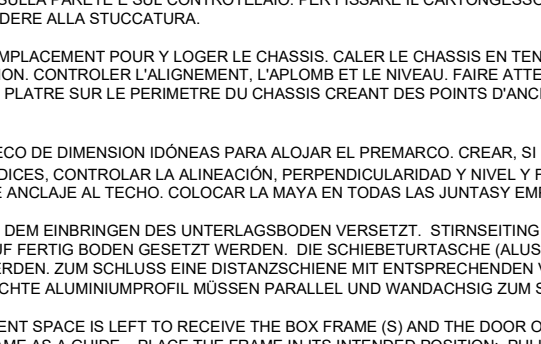 SULLA PARETE E SUL CONTROTELAIO. PER FISSARE IL CARTONGESSO
DERE ALLA STUCCATURA.
MPLACEMENT POUR Y LOGER LE CHASSIS. CALER LE CHASSIS EN TEN
ION. CONTROLER L'ALIGNEMENT, L'APLOMB ET LE NIVEAU. FAIRE ATTE
PLATRE SUR LE PERIMETRE DU CHASSIS CREANT DES POINTS D'ANC
ECO DE DIMENSION IDÓNEAS PARA ALOJAR EL PREMARCO. CREAR, SI
DICES, CONTROLAR LA ALINEACIÓN, PERPENDICULARIDAD Y NIVEL Y F
E ANCLAJE AL TECHO. COLOCAR LA MAYA EN TODAS LAS JUNTASY EMP
DEM EINBRINGEN DES UNTERLAGSBODEN VERSETZT. STIRNSEITING
UF FERTIG BODEN GESETZT WERDEN. DIE SCHIEBETURTASCHE (ALUS
ERDEN. ZUM SCHLUSS EINE DISTANZSCHIENE MIT ENTSPRECHENDEN V
CHTE ALUMINIUMPROFIL MÜSSEN PARALLEL UND WANDACHSIG ZUM S
ENT SPACE IS LEFT TO RECEIVE THE BOX FRAME (S) AND THE DOOR O
AME AS A GUIDE. PLACE THE FRAME IN ITS INTENDED POSITION;